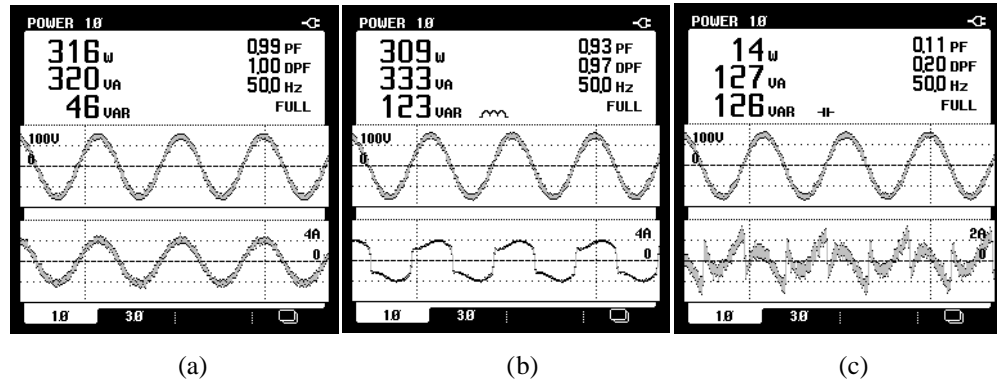 POWER 1Ø
316 W 0.99 PF
320 VA 1.00 DPF
46 VAR 50.0 Hz
FULL
100V
0
4A
0
1Ø 3Ø
(a)
POWER 1Ø
309 W 0.93 PF
333 VA 0.97 DPF
123 VAR 50.0 Hz
FULL
100V
0
4A
0
1Ø 3Ø
(b)
POWER 1Ø
14 W 0.11 PF
127 VA 0.20 DPF
126 VAR 50.0 Hz
FULL
100V
0
2A
0
1Ø 3Ø
(c)